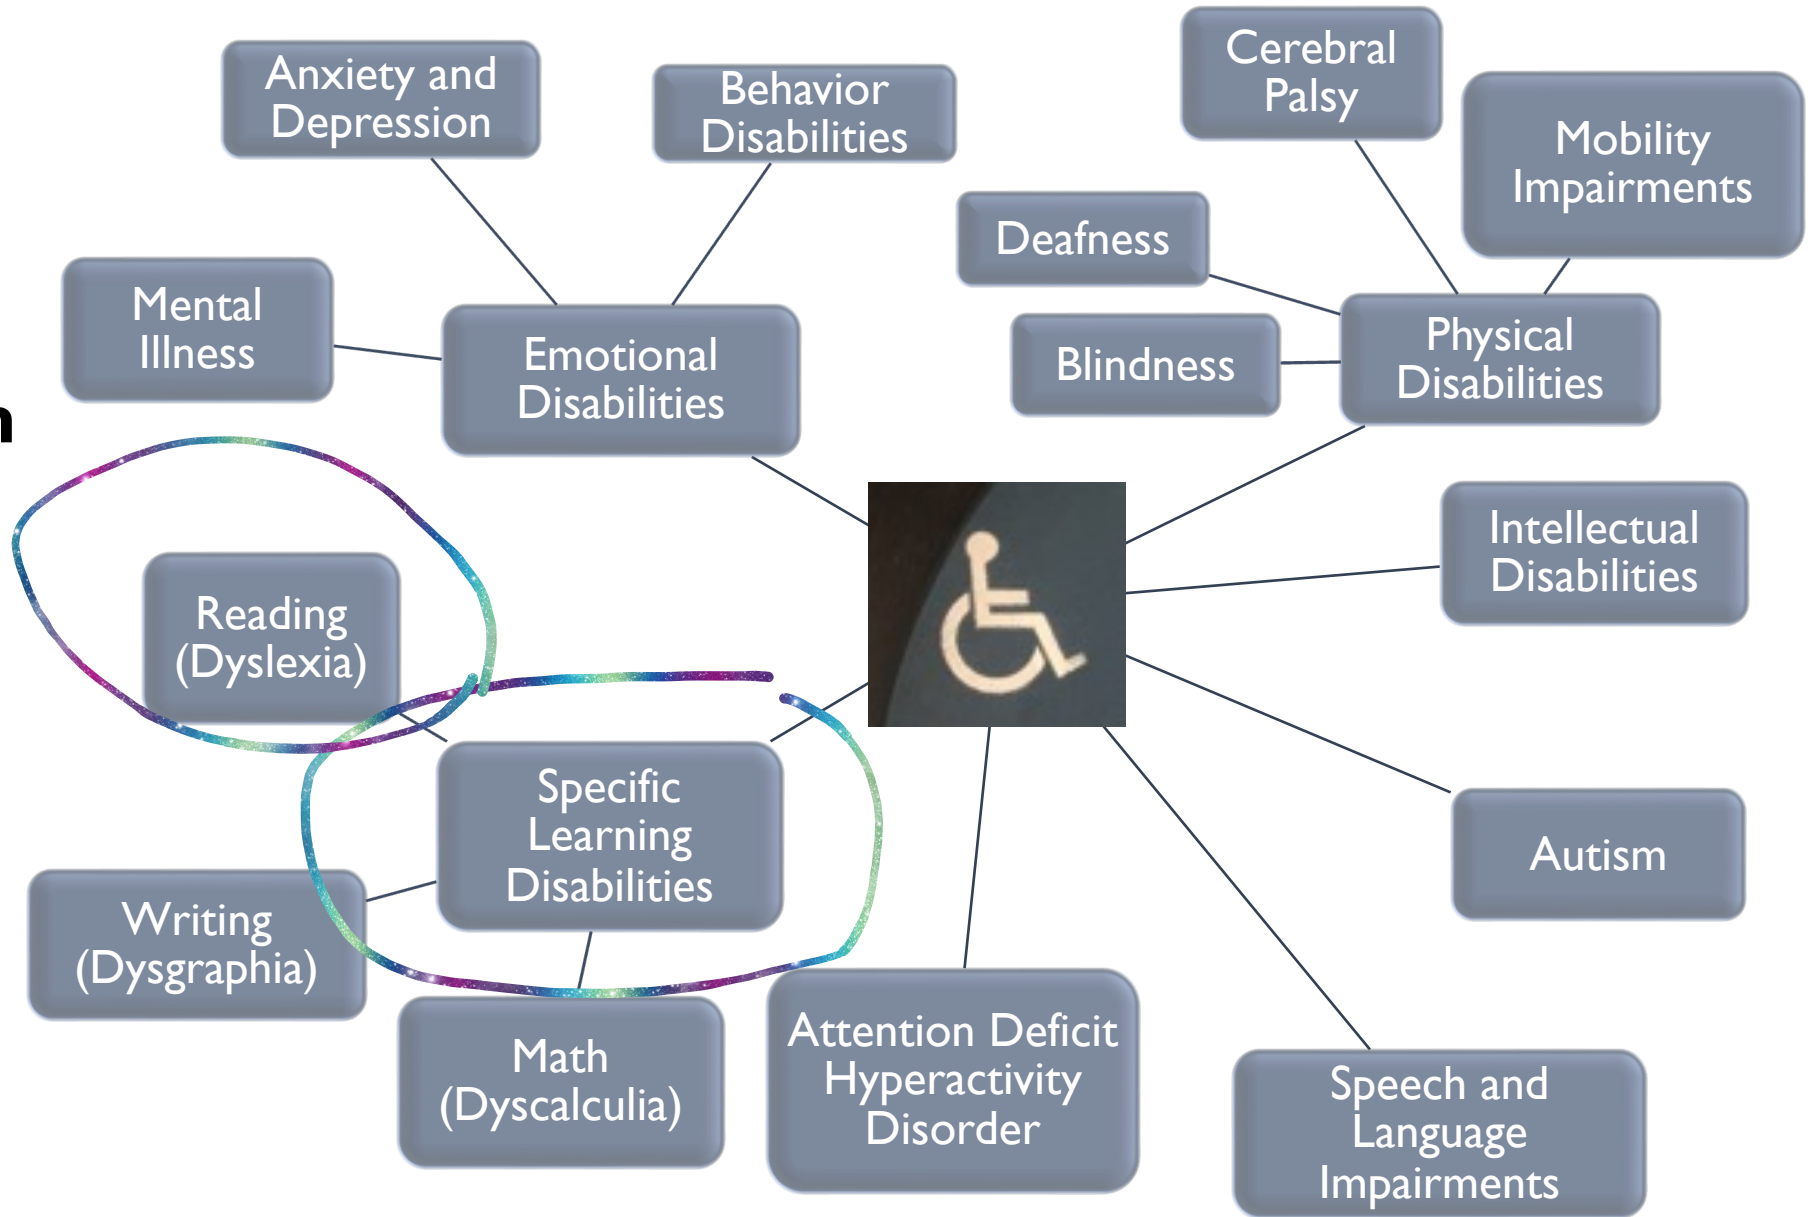 Anxiety and
Depression
Behavior
Disabilities
Cerebral
Palsy
Mobility
Impairments
Deafness
Mental
Illness
Emotional
Disabilities
Blindness
Physical
Disabilities
n
Reading
(Dyslexia)
Intellectual
Disabilities
Specific
Learning
Disabilities
Writing
(Dysgraphia)
Math
(Dyscalculia)
Attention Deficit
Hyperactivity
Disorder
Autism
Speech and
Language
Impairments